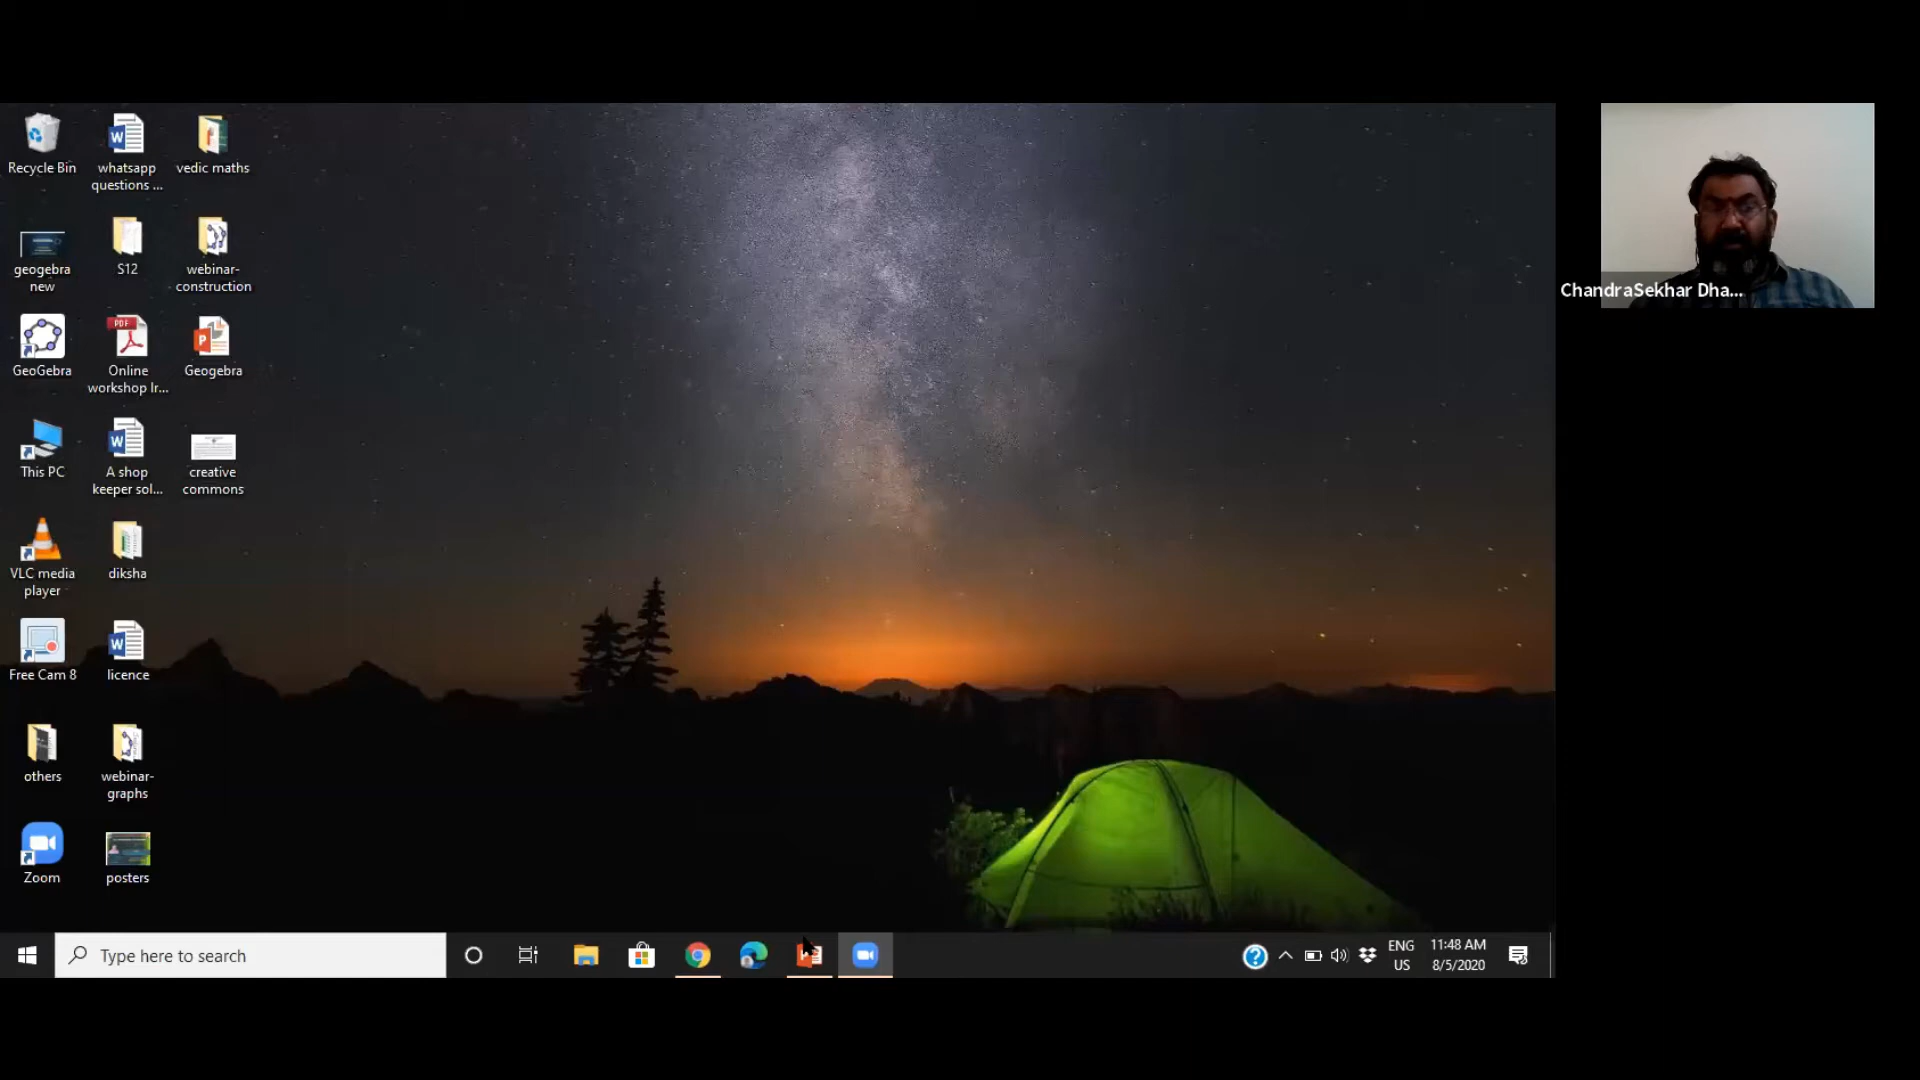 Recycle Bin
whatsapp
questions ...
vedic maths
geogebra
new
S12
webinar-
construction
GeoGebra
PDF
Online
workshop Ir...
Geogebra
This PC
A shop
keeper sol...
creative
commons
VLC media
player
diksha
Free Cam 8
licence
others
webinar-
graphs
Zoom
posters
ChandraSekhar Dha...
Type here to search
ENG
US
11:48 AM
8/5/2020